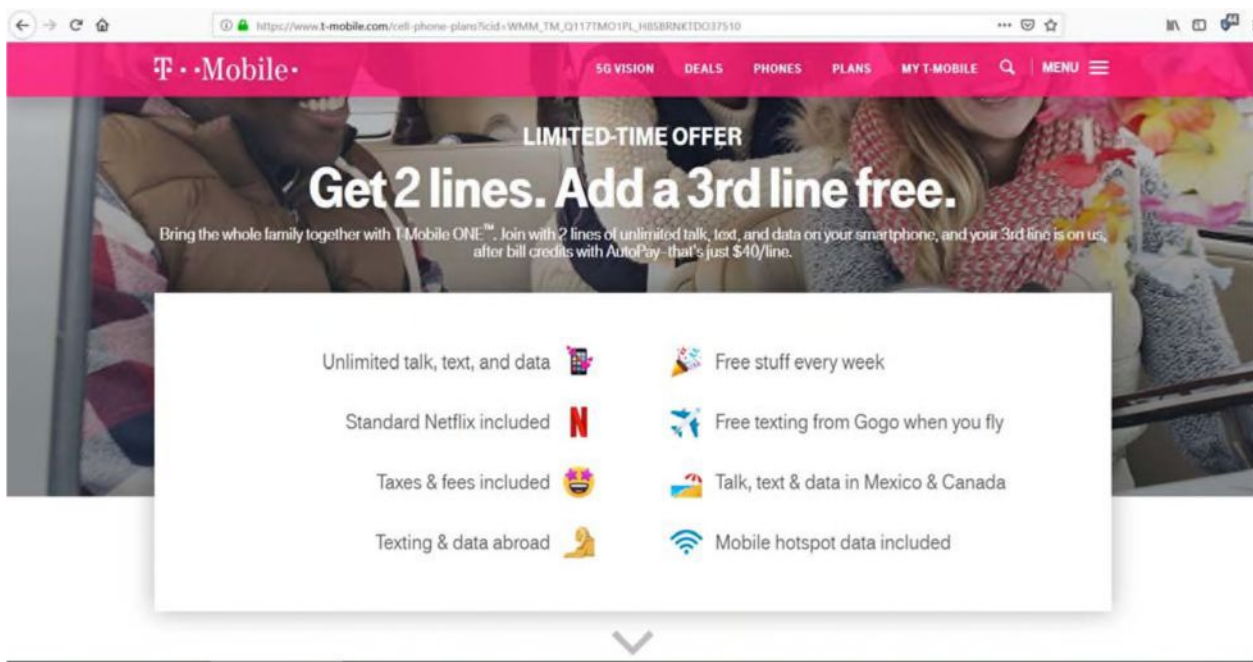 https://www.t-mobile.com/cell-phone-plans?icid=WMM_TM_Q117TMO1PL_H8SBRNKTDO37510
T·Mobile·
5G VISION DEALS PHONES PLANS MY T-MOBILE MENU
LIMITED-TIME OFFER
Get 2 lines. Add a 3rd line free.
Bring the whole family together with T-Mobile ONE™. Join with 2 lines of unlimited talk, text, and data on your smartphone, and your 3rd line is on us,
after bill credits with AutoPay–that's just $40/line.
Unlimited talk, text, and data
Standard Netflix included
Taxes & fees included
Texting & data abroad
Free stuff every week
Free texting from Gogo when you fly
Talk, text & data in Mexico & Canada
Mobile hotspot data included